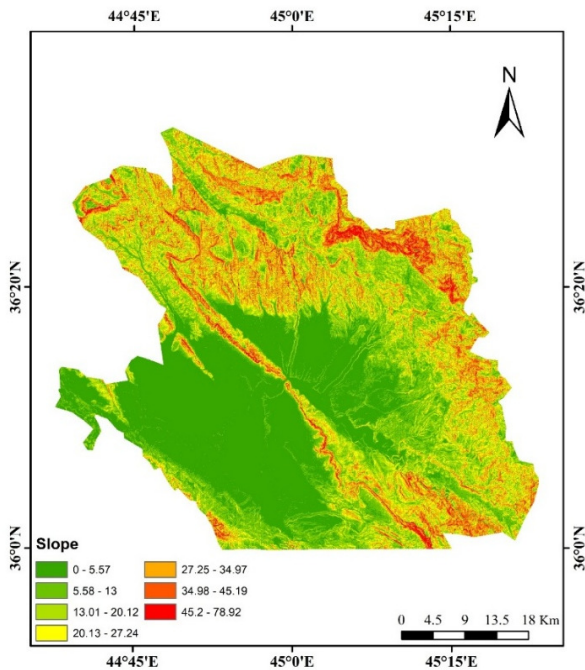 44°45'E 45°0'E 45°15'E
N
36°20'N 36°20'N
36°0'N 36°0'N
Slope
0 - 5.57 27.25 - 34.97
5.58 - 13 34.98 - 45.19
13.01 - 20.12 45.2 - 78.92
20.13 - 27.24
0 4.5 9 13.5 18 Km
44°45'E 45°0'E 45°15'E